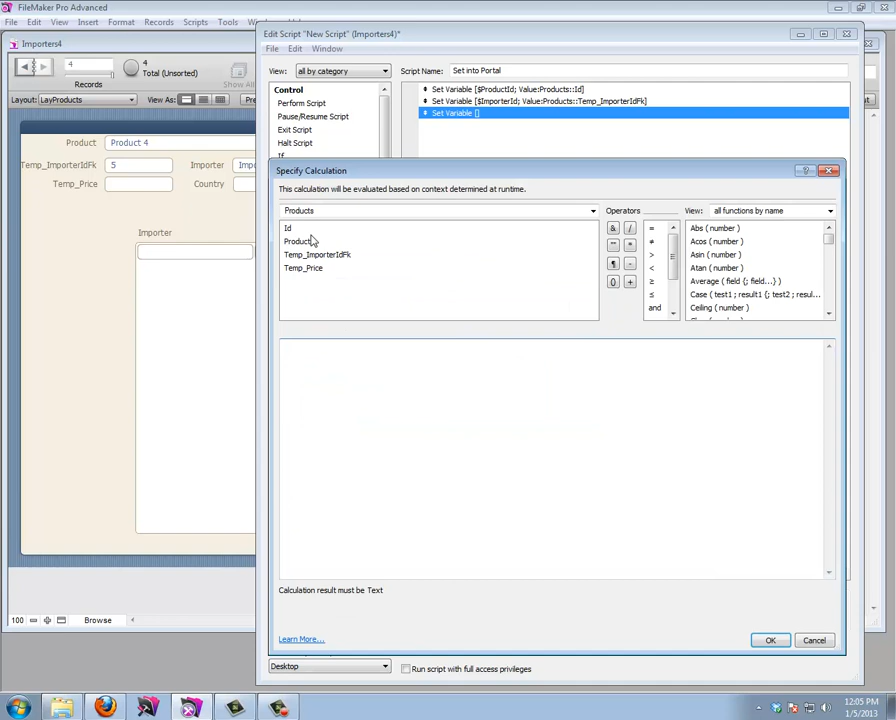 FileMaker Pro Advanced
File Edit View Insert Format Records Scripts Tools
Importers4
4
4
Total (Unsorted)
Records
Show All
Layout: LayProducts View As: Pre
Product Product 4
Temp_ImporterIdFk 5 Importer Impo
Temp_Price Country
Importer
100 Browse
Edit Script "New Script" (Importers4)*
File Edit Window
View: all by category Script Name: Set into Portal
Control
Perform Script
Pause/Resume Script
Exit Script
Halt Script
If
Set Variable [$ProductId; Value:Products::Id]
Set Variable [$ImporterId; Value:Products::Temp_ImporterIdFk]
Set Variable []
Specify Calculation
This calculation will be evaluated based on context determined at runtime.
Products Operators View: all functions by name
Id
Product
Temp_ImporterIdFk
Temp_Price
& /
"" *
¶ -
() +
=
≠
>
<
≥
≤
and
Abs ( number )
Acos ( number )
Asin ( number )
Atan ( number )
Average ( field {; field...} )
Case ( test1 ; result1 {; test2 ; resul...
Ceiling ( number )
Calculation result must be Text
Learn More...
OK Cancel
Desktop Run script with full access privileges
12:05 PM
1/5/2013